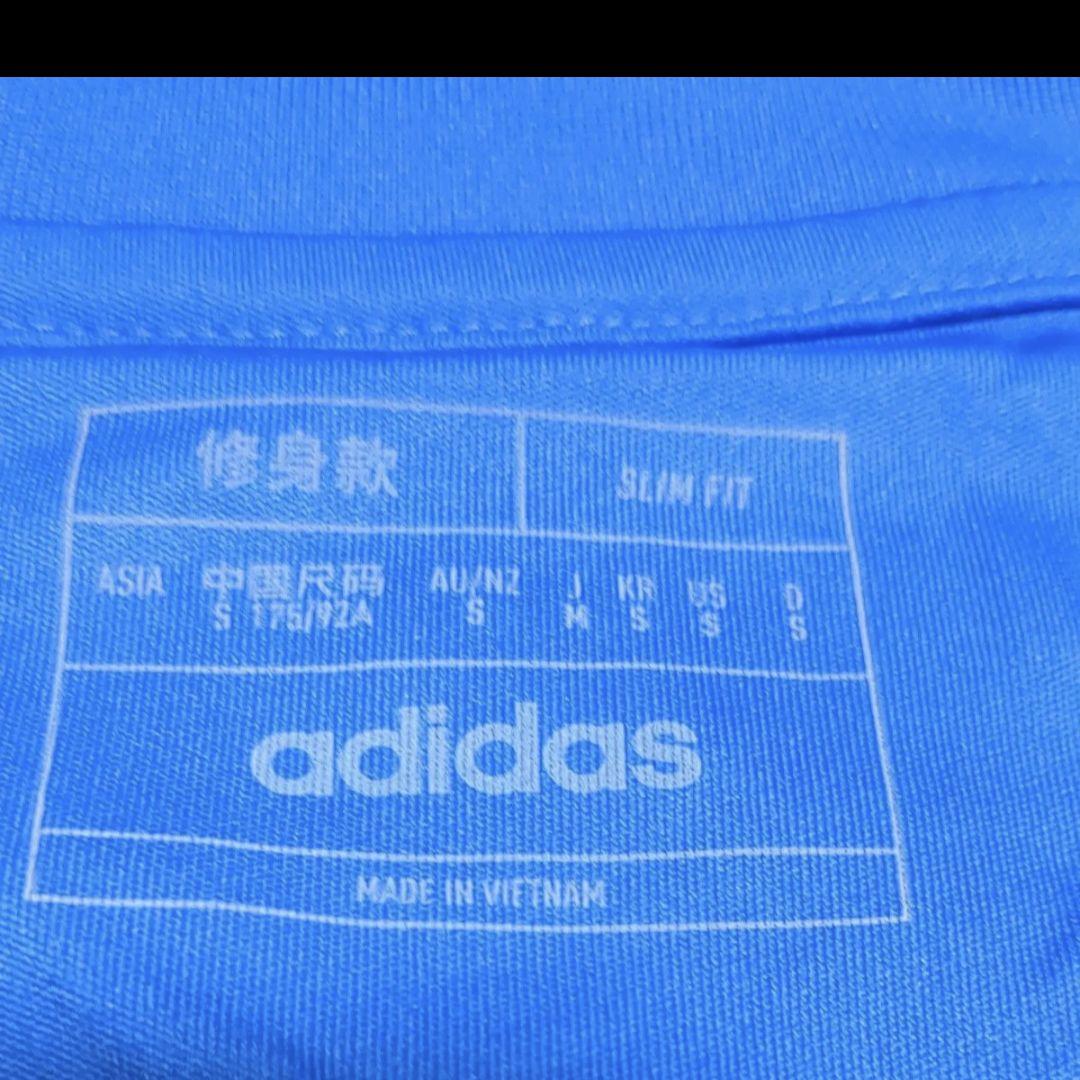 修身款 SLIM FIT
ASIA 中国尺码 AU/NZ J KR US D
S 175/92A S M S S S
adidas
MADE IN VIETNAM